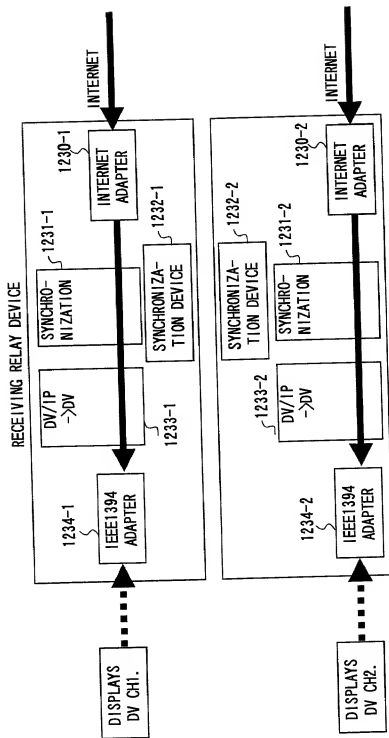 RECEIVING RELAY DEVICE
1234-1
IEEE1394
ADAPTER
DV/IP
->DV
1233-1
1231-1
SYNCHRO-
NIZATION
1232-1
SYNCHRONIZA-
TION DEVICE
1230-1
INTERNET
ADAPTER
INTERNET
DISPLAYS
DV CH1.
1234-2
IEEE1394
ADAPTER
1233-2
DV/IP
->DV
1232-2
SYNCHRONIZA-
TION DEVICE
1231-2
SYNCHRO-
NIZATION
1230-2
INTERNET
ADAPTER
INTERNET
DISPLAYS
DV CH2.